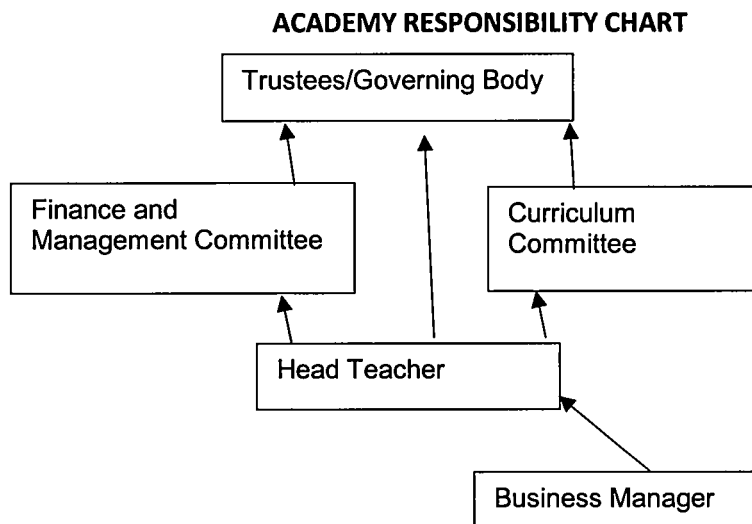 ACADEMY RESPONSIBILITY CHART
Trustees/Governing Body
Finance and
Management Committee
Curriculum
Committee
Head Teacher
Business Manager